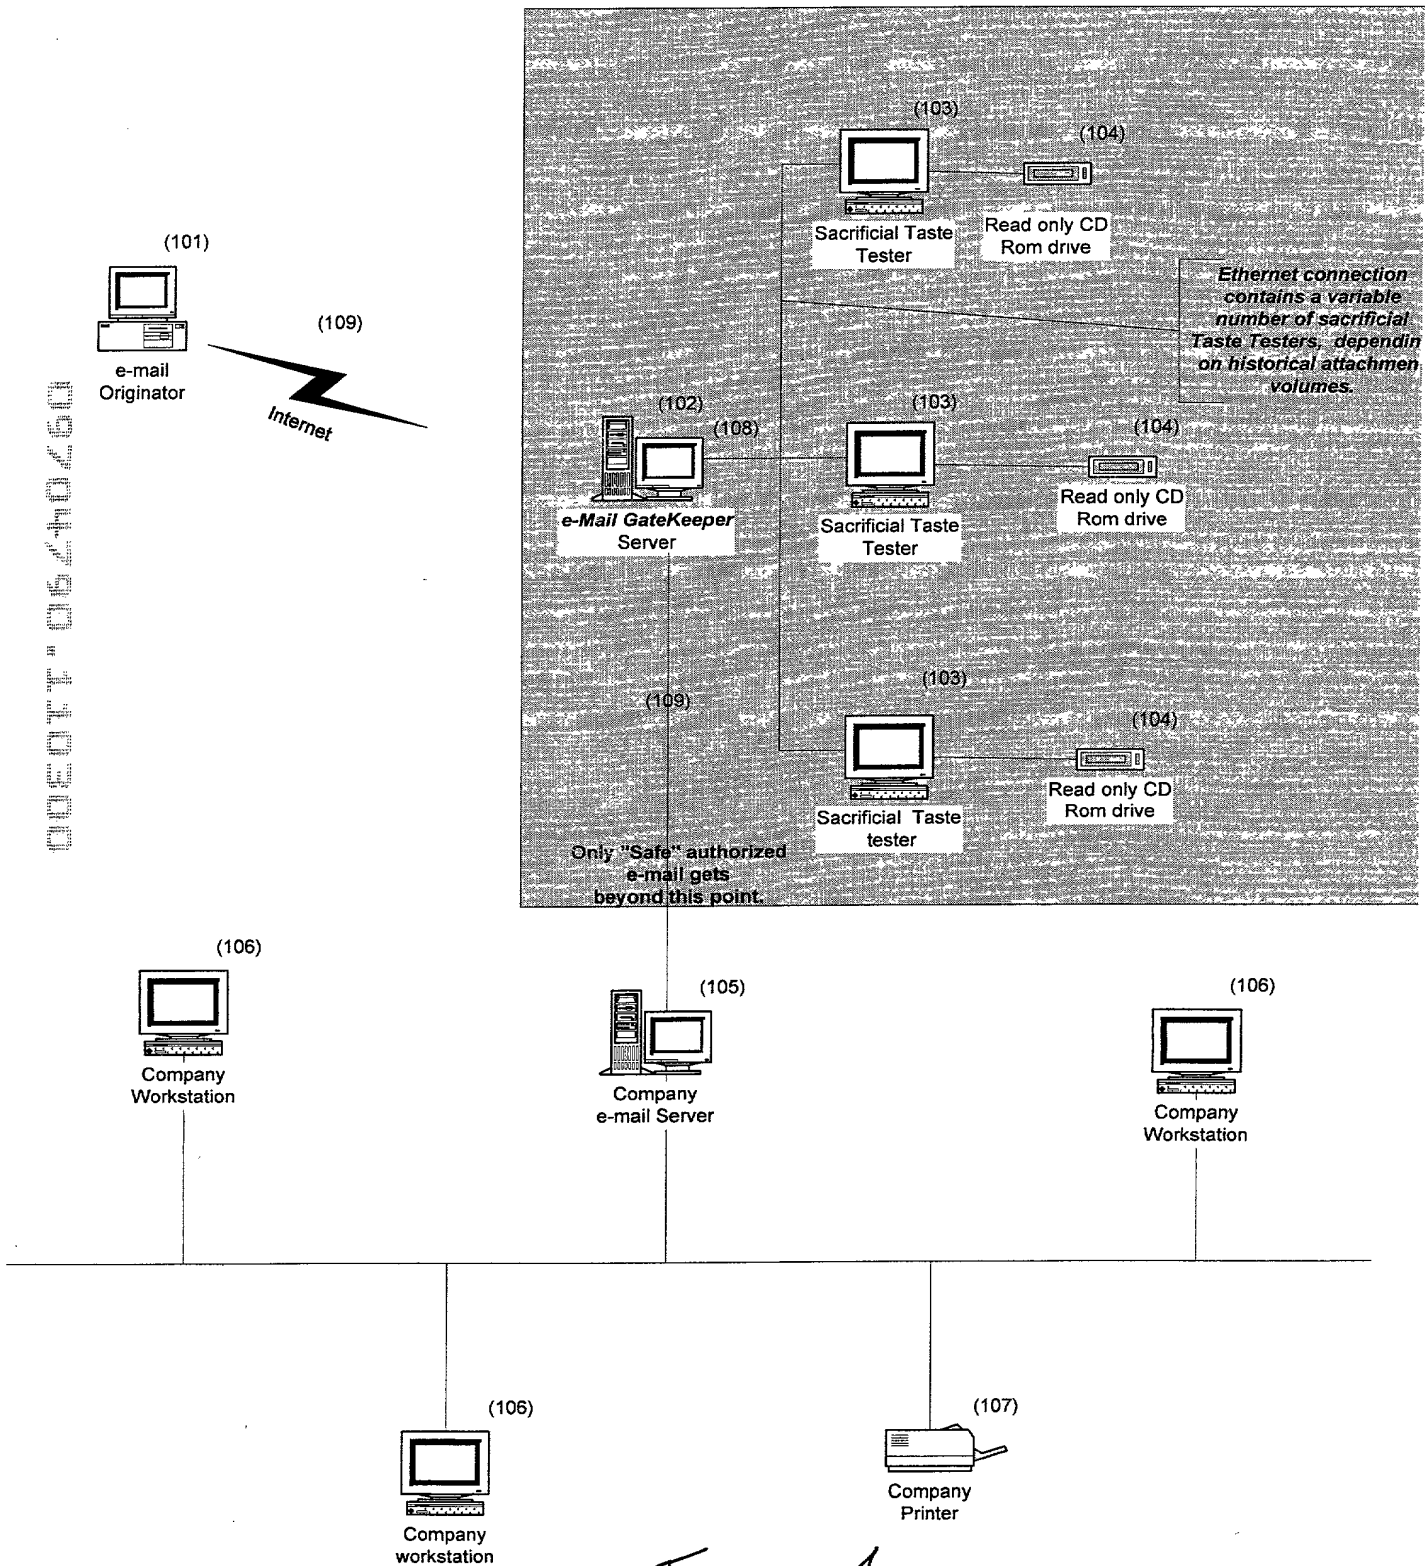 (103)
(104)
Sacrificial Taste
Tester
Read only CD
Rom drive
(101)
e-mail
Originator
(109)
Internet
Ethernet connection
contains a variable
number of sacrificial
Taste Testers, dependin
on historical attachmen
volumes.
(102)
(108)
e-Mail GateKeeper
Server
(103)
Sacrificial Taste
Tester
(104)
Read only CD
Rom drive
(109)
(103)
Sacrificial Taste
tester
(104)
Read only CD
Rom drive
Only "Safe" authorized
e-mail gets
beyond this point.
(106)
Company
Workstation
(105)
Company
e-mail Server
(106)
Company
Workstation
(106)
Company
workstation
(107)
Company
Printer